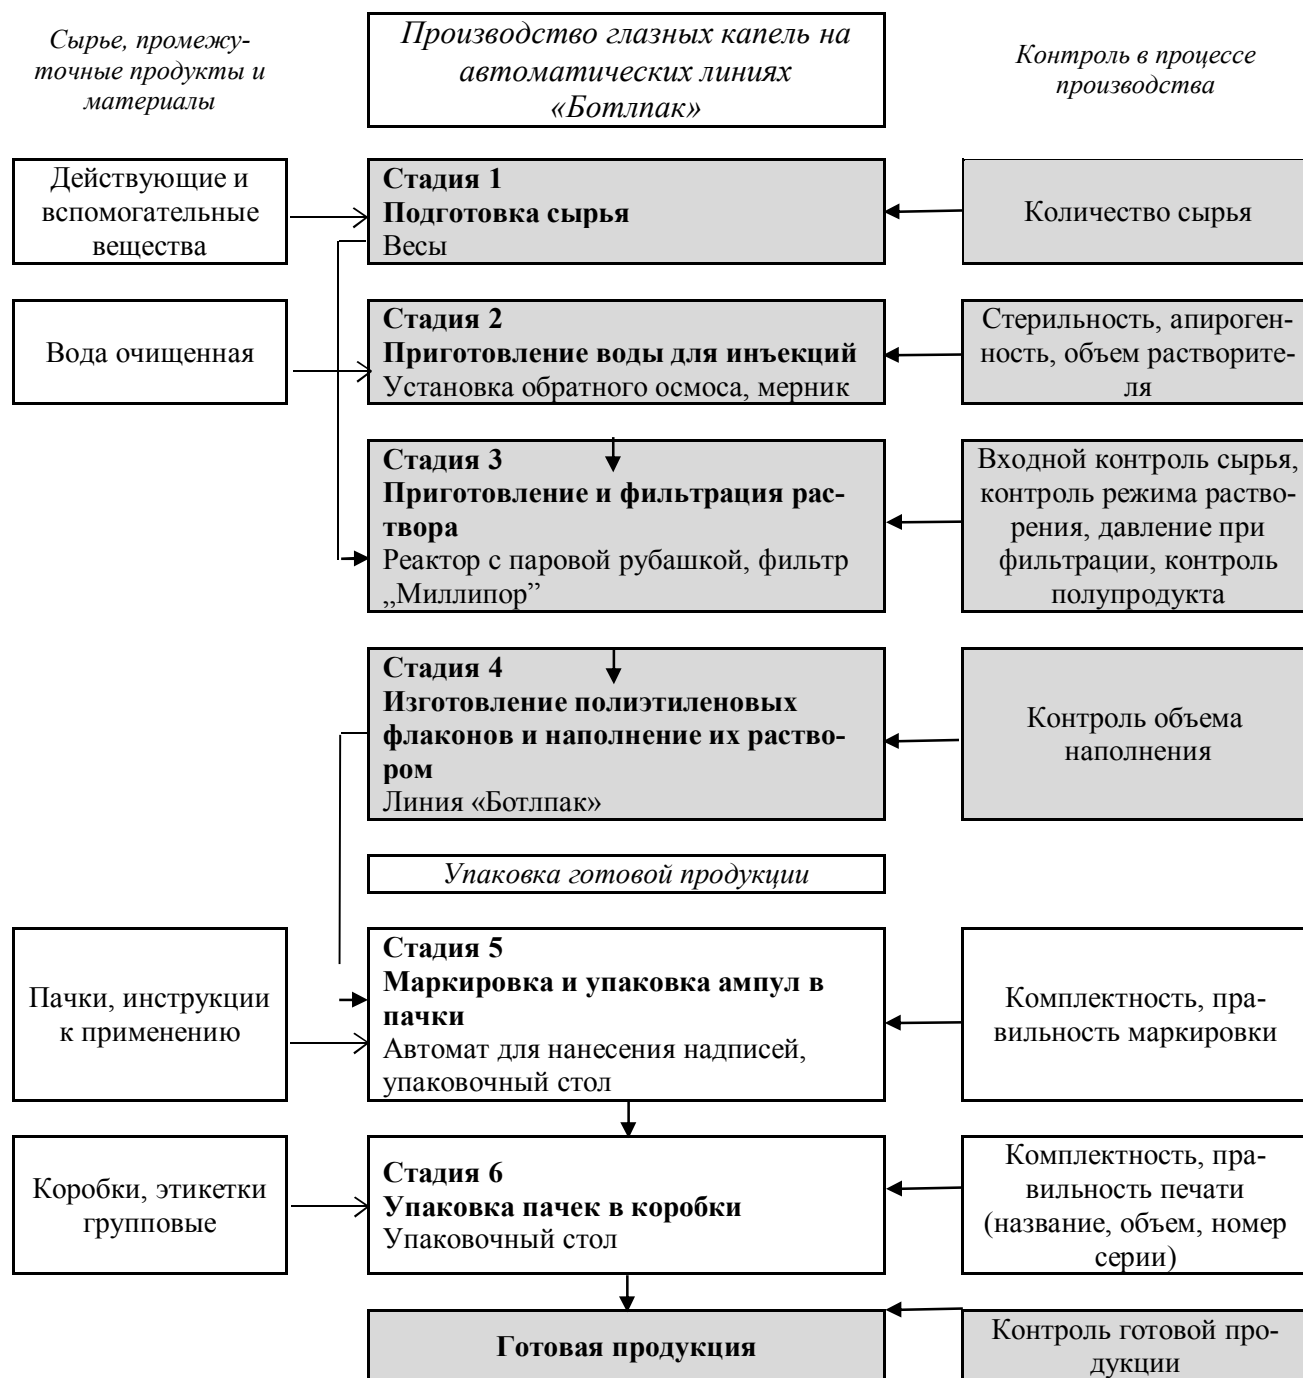 Сырье, промежу-
точные продукты и
материалы
Производство глазных капель на
автоматических линиях
«Ботлпак»
Контроль в процессе
производства
Действующие и
вспомогательные
вещества
Стадия 1
Подготовка сырья
Весы
Количество сырья
Вода очищенная
Стадия 2
Приготовление воды для инъекций
Установка обратного осмоса, мерник
Стерильность, апироген-
ность, объем растворите-
ля
Стадия 3
Приготовление и фильтрация рас-
твора
Реактор с паровой рубашкой, фильтр
„Миллипор”
Входной контроль сырья,
контроль режима раство-
рения, давление при
фильтрации, контроль
полупродукта
Стадия 4
Изготовление полиэтиленовых
флаконов и наполнение их раство-
ром
Линия «Ботлпак»
Контроль объема
наполнения
Упаковка готовой продукции
Пачки, инструкции
к применению
Стадия 5
Маркировка и упаковка ампул в
пачки
Автомат для нанесения надписей,
упаковочный стол
Комплектность, пра-
вильность маркировки
Коробки, этикетки
групповые
Стадия 6
Упаковка пачек в коробки
Упаковочный стол
Комплектность, пра-
вильность печати
(название, объем, номер
серии)
Готовая продукция
Контроль готовой про-
дукции